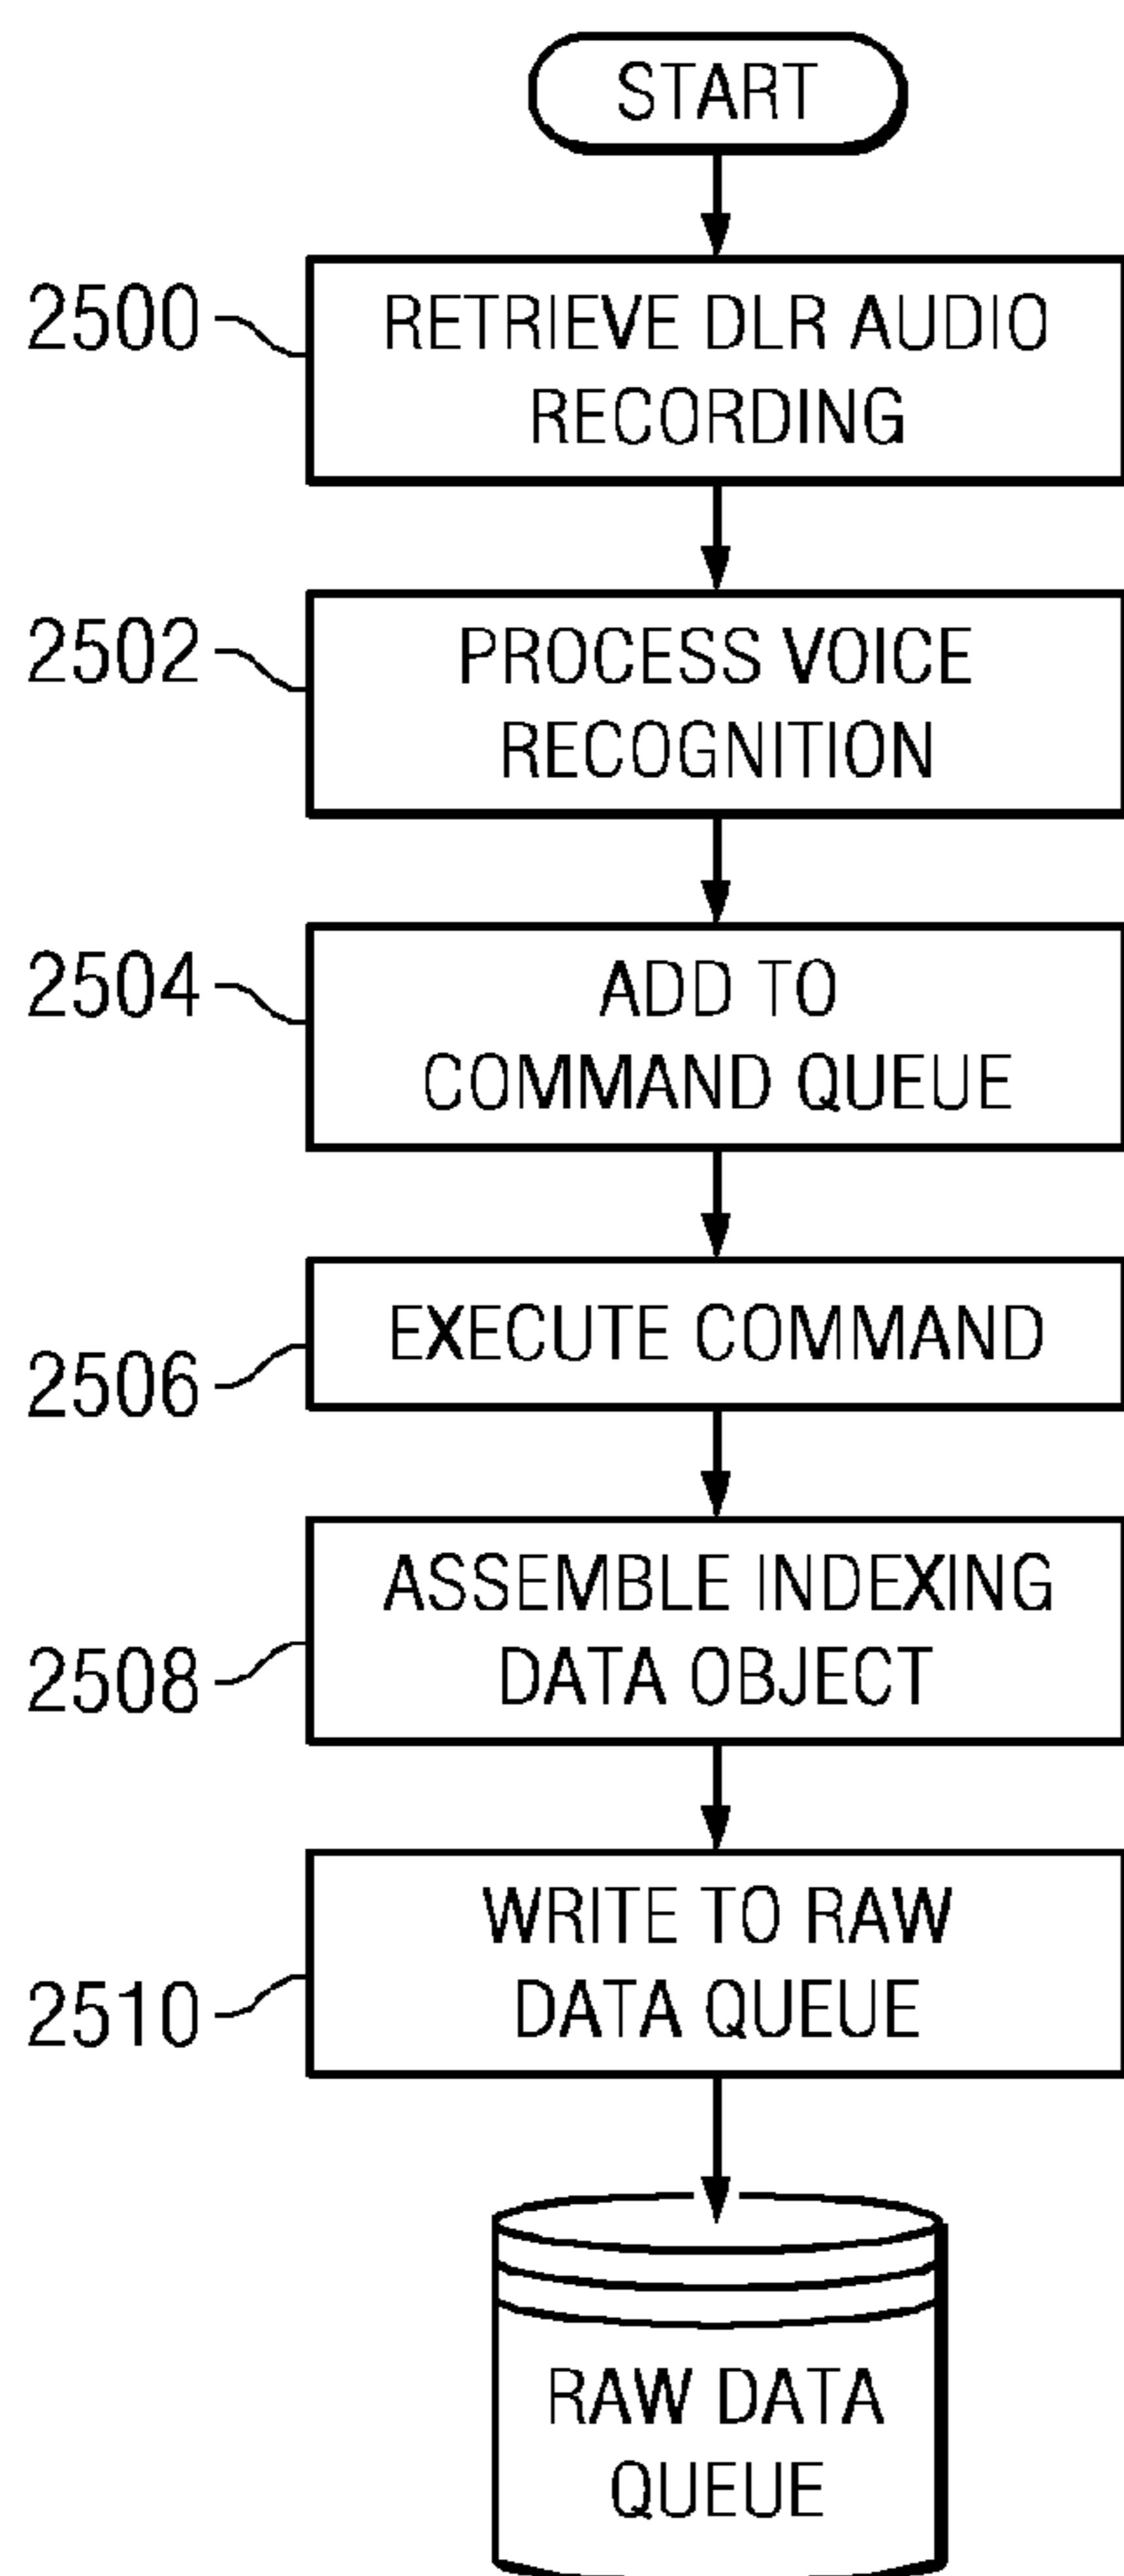 START
2500
RETRIEVE DLR AUDIO
RECORDING
2502
PROCESS VOICE
RECOGNITION
2504
ADD TO
COMMAND QUEUE
2506
EXECUTE COMMAND
2508
ASSEMBLE INDEXING
DATA OBJECT
2510
WRITE TO RAW
DATA QUEUE
RAW DATA
QUEUE